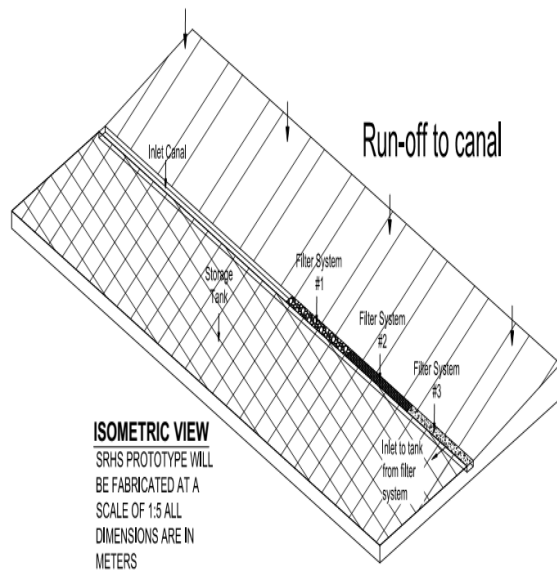 Run-off to canal
Inlet Canal
Storage
Tank
Filter System
#1
Filter System
#2
Filter System
#3
Inlet to tank
from filter
system
ISOMETRIC VIEW
SRHS PROTOTYPE WILL
BE FABRICATED AT A
SCALE OF 1:5 ALL
DIMENSIONS ARE IN
METERS